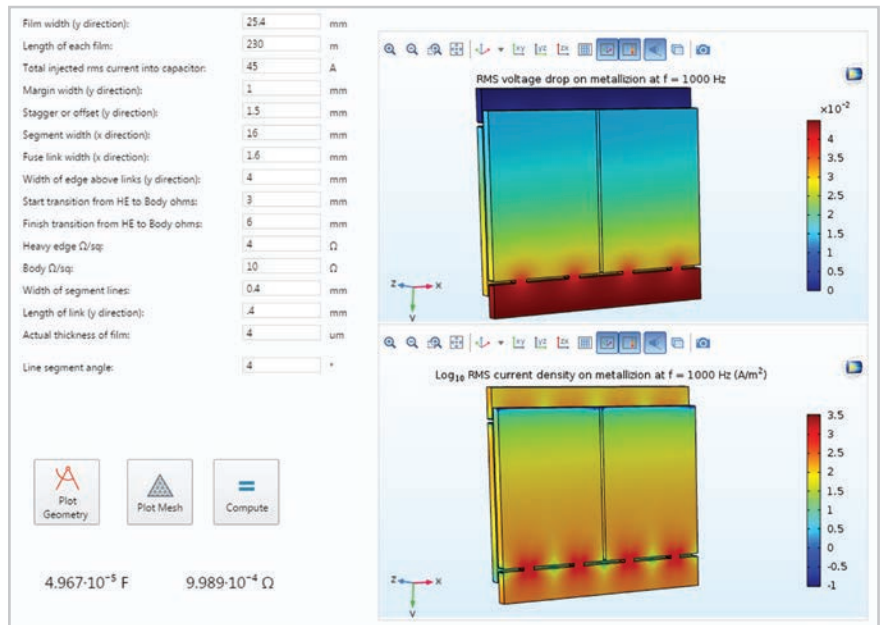 Film width (y direction): 25.4 mm
Length of each film: 230 m
Total injected rms current into capacitor: 45 A
Margin width (y direction): 1 mm
Stagger or offset (y direction): 1.5 mm
Segment width (x direction): 16 mm
Fuse link width (x direction): 1.6 mm
Width of edge above links (y direction): 4 mm
Start transition from HE to Body ohms: 3 mm
Finish transition from HE to Body ohms: 6 mm
Heavy edge Ω/sq: 4 Ω
Body Ω/sq: 10 Ω
Width of segment lines: 0.4 mm
Length of link (y direction): .4 mm
Actual thickness of film: 4 um
Line segment angle: 4 °
Plot Geometry
Plot Mesh
Compute
4.967·10⁻⁵ F 9.989·10⁻⁴ Ω
xy yz zx
RMS voltage drop on metallizion at f = 1000 Hz
×10⁻²
4
3.5
3
2.5
2
1.5
1
0.5
0
z x
y
xy yz zx
Log₁₀ RMS current density on metallizion at f = 1000 Hz (A/m²)
3.5
3
2.5
2
1.5
1
0.5
0
-0.5
-1
z x
y